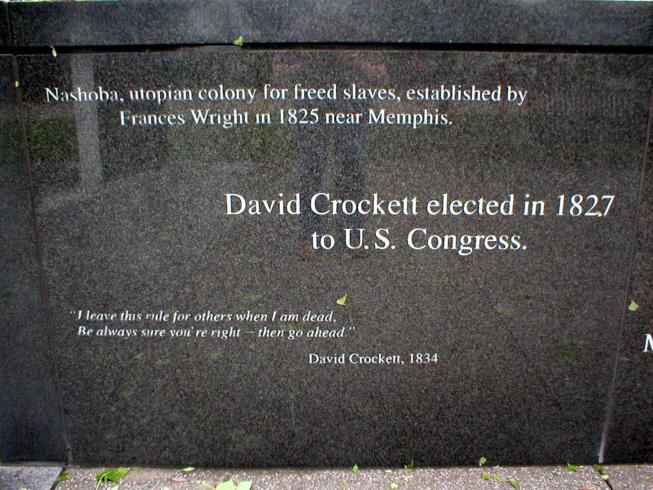 Nashoba, utopian colony for freed slaves, established by
Frances Wright in 1825 near Memphis.
David Crockett elected in 1827
to U.S. Congress.
"I leave this rule for others when I am dead,
Be always sure you're right – then go ahead."
David Crockett, 1834
M